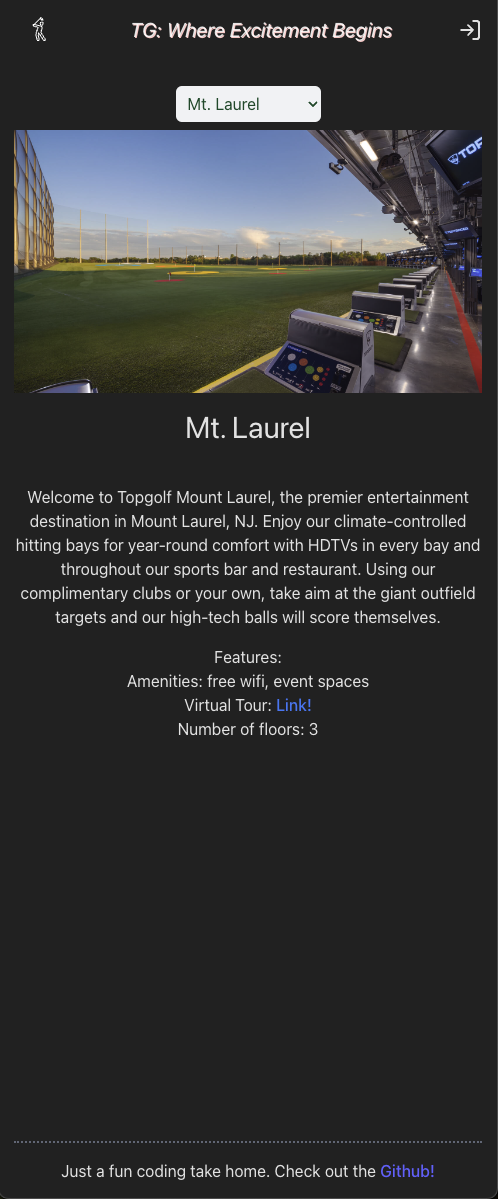 TG: Where Excitement Begins
Mt. Laurel
Mt. Laurel
Welcome to Topgolf Mount Laurel, the premier entertainment
destination in Mount Laurel, NJ. Enjoy our climate-controlled
hitting bays for year-round comfort with HDTVs in every bay and
throughout our sports bar and restaurant. Using our
complimentary clubs or your own, take aim at the giant outfield
targets and our high-tech balls will score themselves.
Features:
Amenities: free wifi, event spaces
Virtual Tour: Link!
Number of floors: 3
Just a fun coding take home. Check out the Github!